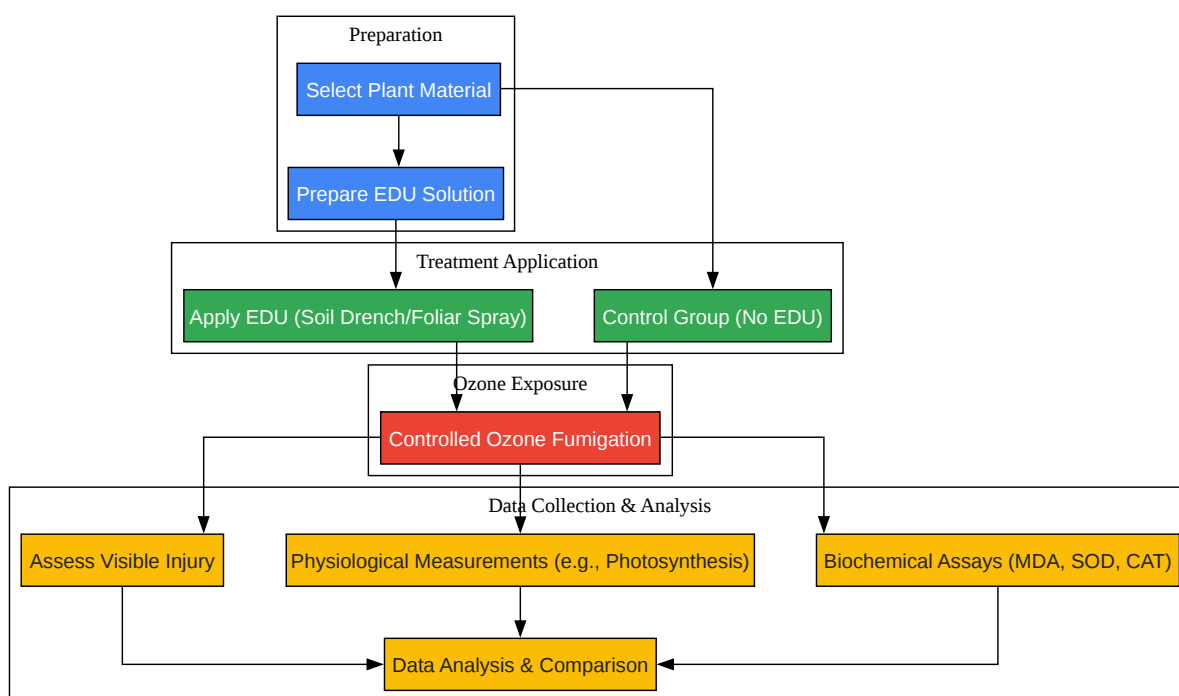 Preparation
Select Plant Material
Prepare EDU Solution
Treatment Application
Apply EDU (Soil Drench/Foliar Spray)
Control Group (No EDU)
Ozone Exposure
Controlled Ozone Fumigation
Data Collection & Analysis
Assess Visible Injury
Physiological Measurements (e.g., Photosynthesis)
Biochemical Assays (MDA, SOD, CAT)
Data Analysis & Comparison